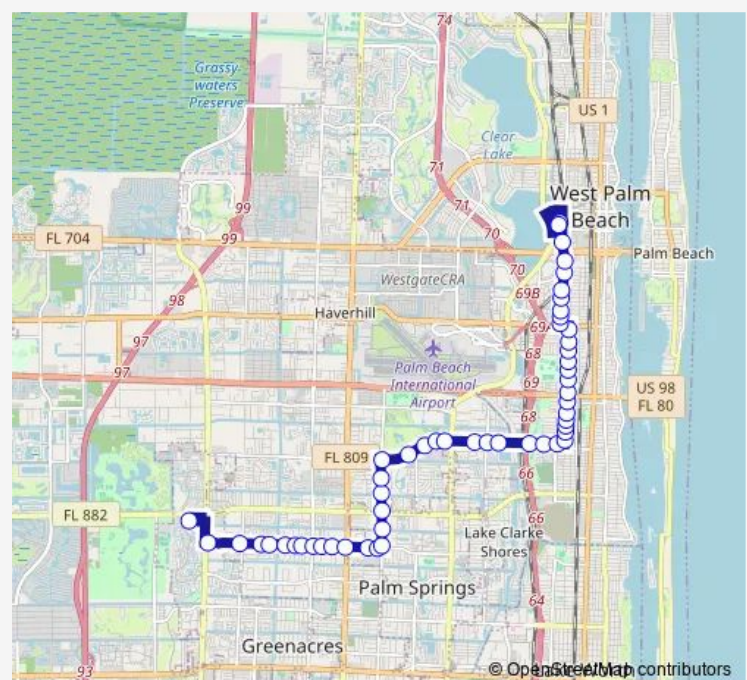 74
Grassy
waters
Preserve
US 1
Clear
Lake
71
West Palm
Beach
99
71
FL 704
99
70
Palm Beach
WestgateCRA
70
98
69B
Haverhill
69A
97
68
Palm Beach
International
Airport
97
69
US 98
FL 80
68
FL 809
66
FL 882
66
Lake Clarke
Shores
Palm Springs
64
Greenacres
93
© OpenStreetMap contributors